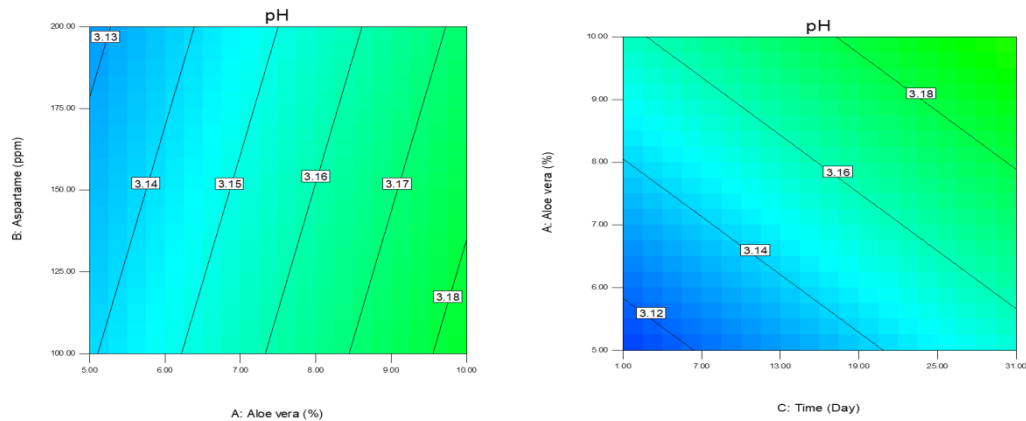 pH
200.00
175.00
150.00
125.00
100.00
B: Aspartame (ppm)
3.13
3.14
3.15
3.16
3.17
3.18
5.00 6.00 7.00 8.00 9.00 10.00
A: Aloe vera (%)
pH
10.00
9.00
8.00
7.00
6.00
5.00
A: Aloe vera (%)
3.18
3.16
3.14
3.12
1.00 7.00 13.00 19.00 25.00 31.00
C: Time (Day)